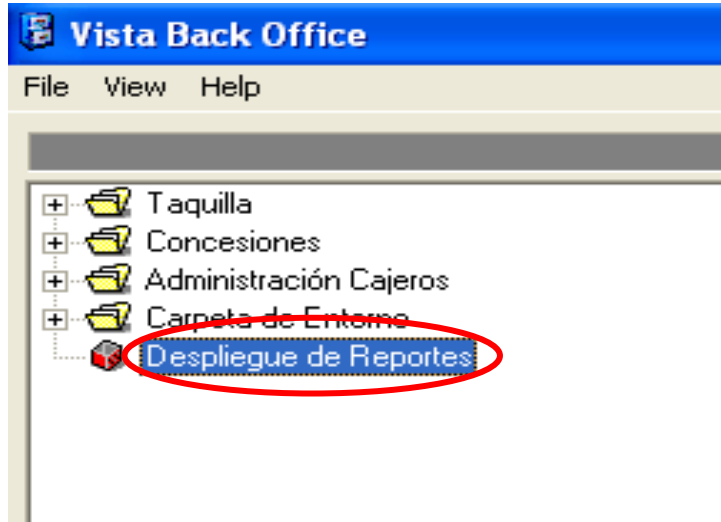 Vista Back Office
File View Help
Taquilla
Concesiones
Administración Cajeros
Carpeta de Entorno
Despliegue de Reportes